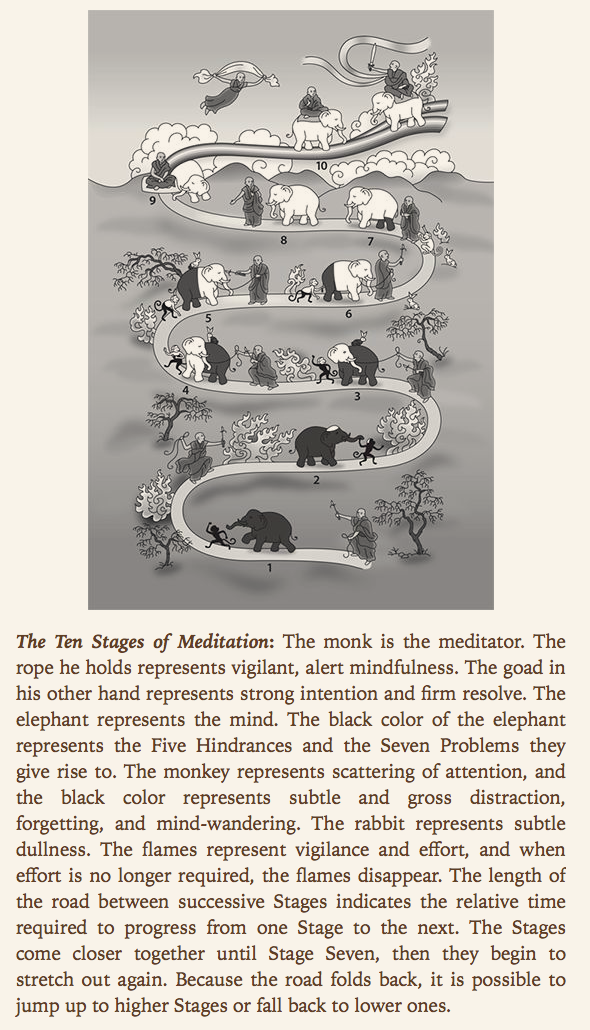 10
9
8
7
5
6
4
3
2
1
The Ten Stages of Meditation: The monk is the meditator. The
rope he holds represents vigilant, alert mindfulness. The goad in
his other hand represents strong intention and firm resolve. The
elephant represents the mind. The black color of the elephant
represents the Five Hindrances and the Seven Problems they
give rise to. The monkey represents scattering of attention, and
the black color represents subtle and gross distraction,
forgetting, and mind-wandering. The rabbit represents subtle
dullness. The flames represent vigilance and effort, and when
effort is no longer required, the flames disappear. The length of
the road between successive Stages indicates the relative time
required to progress from one Stage to the next. The Stages
come closer together until Stage Seven, then they begin to
stretch out again. Because the road folds back, it is possible to
jump up to higher Stages or fall back to lower ones.